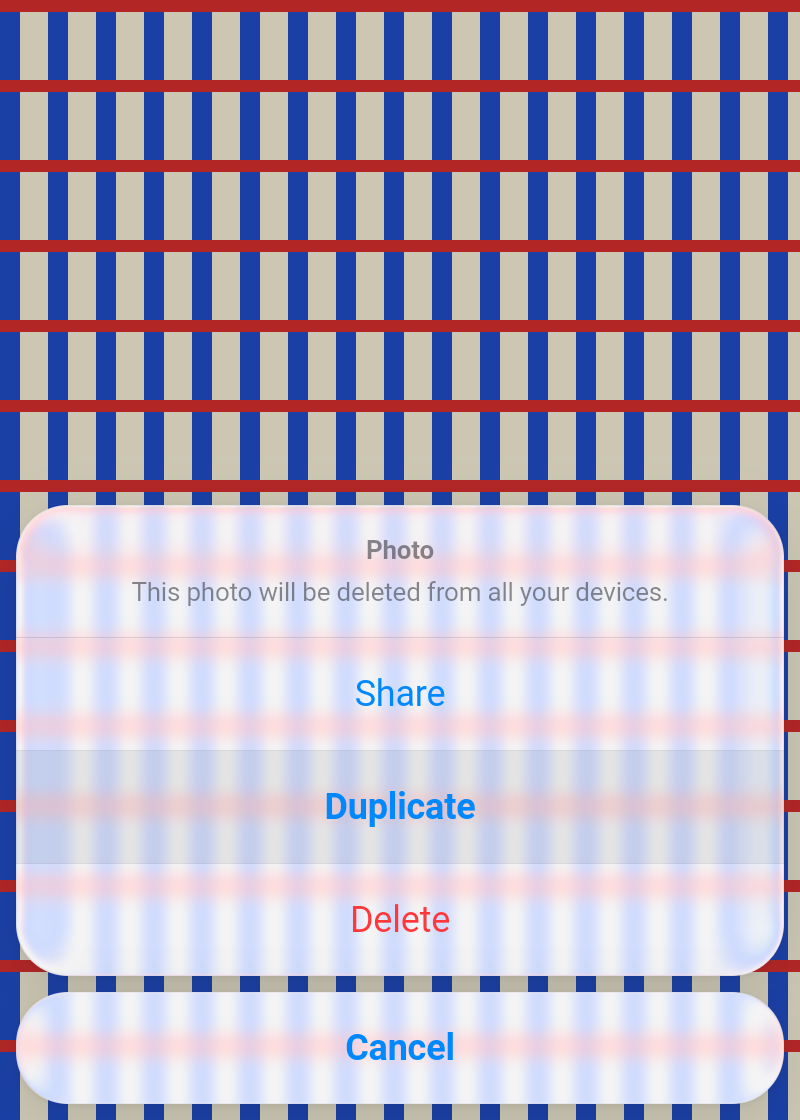 Photo
This photo will be deleted from all your devices.
Share
Duplicate
Delete
Cancel